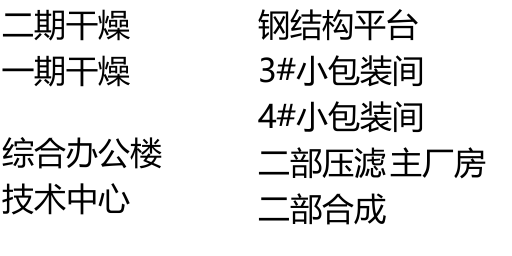 二期干燥
一期干燥
综合办公楼
技术中心
钢结构平台
3#小包装间
4#小包装间
二部压滤 主厂房
二部合成